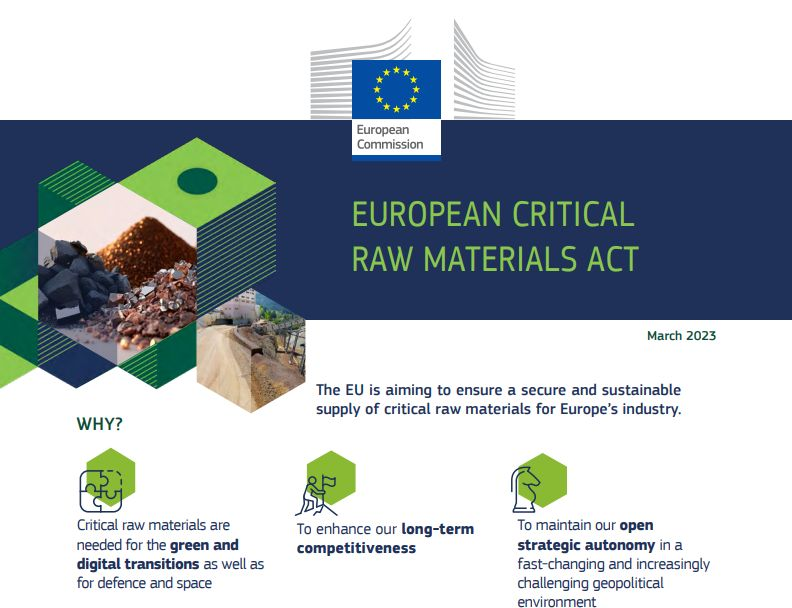 European
Commission
EUROPEAN CRITICAL
RAW MATERIALS ACT
March 2023
The EU is aiming to ensure a secure and sustainable
supply of critical raw materials for Europe's industry.
WHY?
Critical raw materials are
needed for the green and
digital transitions as well as
for defence and space
To enhance our long-term
competitiveness
To maintain our open
strategic autonomy in a
fast-changing and increasingly
challenging geopolitical
environment